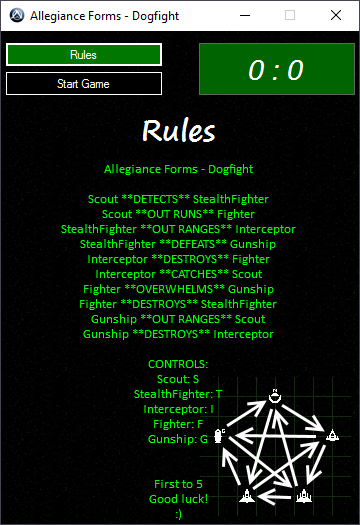 Allegiance Forms - Dogfight
Rules
0 : 0
Start Game
Rules
Allegiance Forms - Dogfight
Scout **DETECTS** StealthFighter
Scout **OUT RUNS** Fighter
StealthFighter **OUT RANGES** Interceptor
StealthFighter **DEFEATS** Gunship
Interceptor **DESTROYS** Fighter
Interceptor **CATCHES** Scout
Fighter **OVERWHELMS** Gunship
Fighter **DESTROYS** StealthFighter
Gunship **OUT RANGES** Scout
Gunship **DESTROYS** Interceptor
CONTROLS:
Scout: S
StealthFighter: T
Interceptor: I
Fighter: F
Gunship: G
First to 5
Good luck!
:)